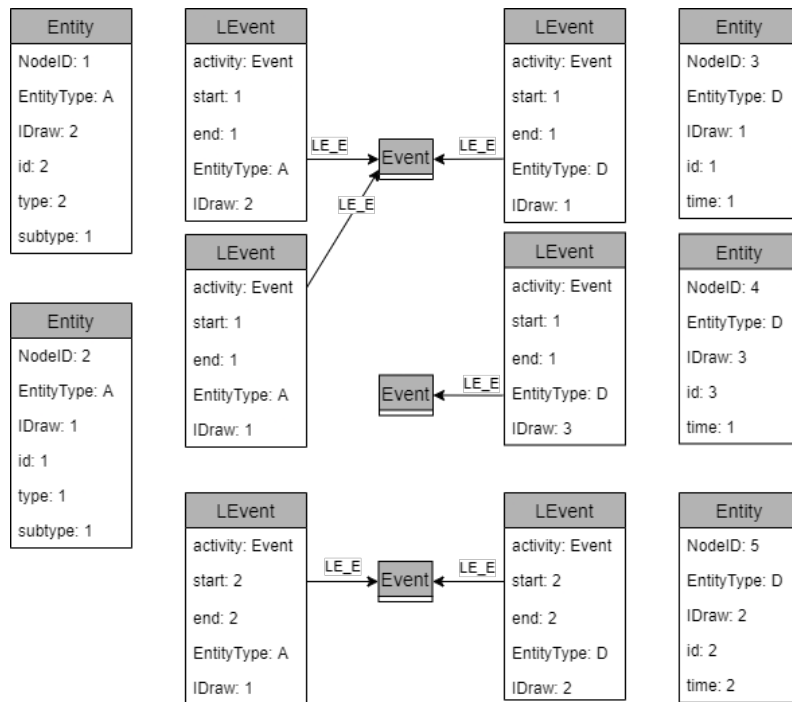 Entity
NodeID: 1
EntityType: A
IDraw: 2
id: 2
type: 2
subtype: 1
Entity
NodeID: 2
EntityType: A
IDraw: 1
id: 1
type: 1
subtype: 1
LEvent
activity: Event
start: 1
end: 1
EntityType: A
IDraw: 2
LEvent
activity: Event
start: 1
end: 1
EntityType: A
IDraw: 1
LEvent
activity: Event
start: 2
end: 2
EntityType: A
IDraw: 1
LE_E
LE_E
LE_E
Event
LE_E
Event
LE_E
LE_E
Event
LE_E
LEvent
activity: Event
start: 1
end: 1
EntityType: D
IDraw: 1
LEvent
activity: Event
start: 1
end: 1
EntityType: D
IDraw: 3
LEvent
activity: Event
start: 2
end: 2
EntityType: D
IDraw: 2
Entity
NodeID: 3
EntityType: D
IDraw: 1
id: 1
time: 1
Entity
NodeID: 4
EntityType: D
IDraw: 3
id: 3
time: 1
Entity
NodeID: 5
EntityType: D
IDraw: 2
id: 2
time: 2